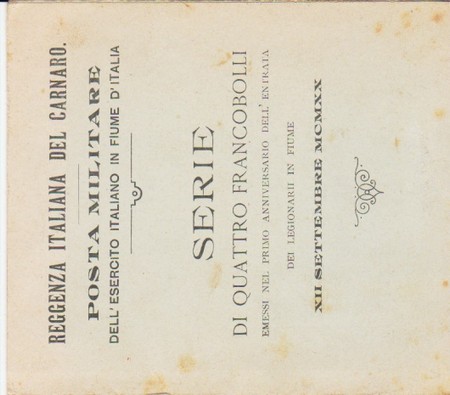 REGGENZA ITALIANA DEL CARNARO.
POSTA MILITARE
DELL'ESERCITO ITALIANO IN FIUME D'ITALIA
SERIE
DI QUATTRO FRANCOBOLLI
EMESSI NEL PRIMO ANNIVERSARIO DELL'ENTRATA
DEI LEGIONARII IN FIUME
XII SETTEMBRE MCMXX